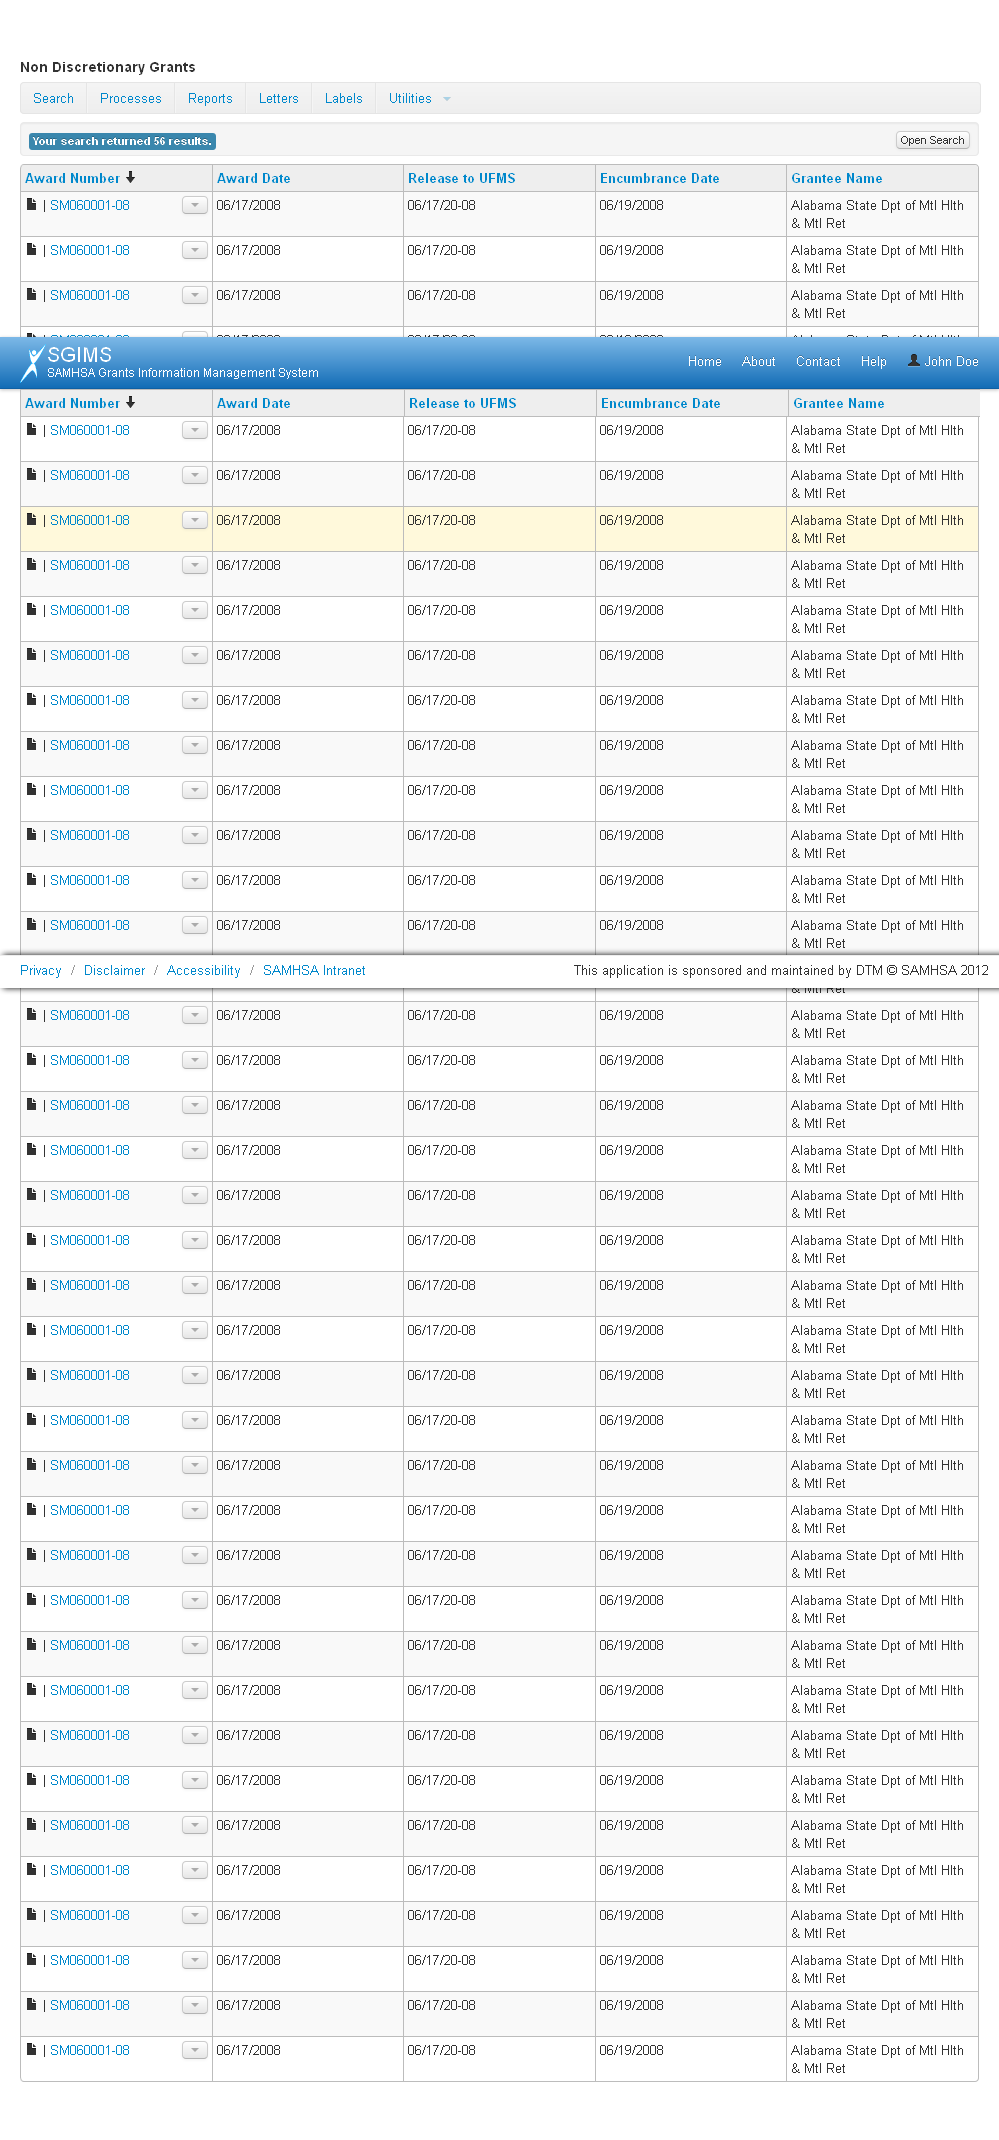 Non Discretionary Grants
Search Processes Reports Letters Labels Utilities
Your search returned 56 results. Open Search
Award Number Award Date Release to UFMS Encumbrance Date Grantee Name
| SM060001-08 06/17/2008 06/17/20-08 06/19/2008 Alabama State Dpt of Mtl Hlth
& Mtl Ret
| SM060001-08 06/17/2008 06/17/20-08 06/19/2008 Alabama State Dpt of Mtl Hlth
& Mtl Ret
| SM060001-08 06/17/2008 06/17/20-08 06/19/2008 Alabama State Dpt of Mtl Hlth
& Mtl Ret
SGIMS
SAMHSA Grants Information Management System
Home About Contact Help John Doe
Award Number Award Date Release to UFMS Encumbrance Date Grantee Name
| SM060001-08 06/17/2008 06/17/20-08 06/19/2008 Alabama State Dpt of Mtl Hlth
& Mtl Ret
| SM060001-08 06/17/2008 06/17/20-08 06/19/2008 Alabama State Dpt of Mtl Hlth
& Mtl Ret
| SM060001-08 06/17/2008 06/17/20-08 06/19/2008 Alabama State Dpt of Mtl Hlth
& Mtl Ret
| SM060001-08 06/17/2008 06/17/20-08 06/19/2008 Alabama State Dpt of Mtl Hlth
& Mtl Ret
| SM060001-08 06/17/2008 06/17/20-08 06/19/2008 Alabama State Dpt of Mtl Hlth
& Mtl Ret
| SM060001-08 06/17/2008 06/17/20-08 06/19/2008 Alabama State Dpt of Mtl Hlth
& Mtl Ret
| SM060001-08 06/17/2008 06/17/20-08 06/19/2008 Alabama State Dpt of Mtl Hlth
& Mtl Ret
| SM060001-08 06/17/2008 06/17/20-08 06/19/2008 Alabama State Dpt of Mtl Hlth
& Mtl Ret
| SM060001-08 06/17/2008 06/17/20-08 06/19/2008 Alabama State Dpt of Mtl Hlth
& Mtl Ret
| SM060001-08 06/17/2008 06/17/20-08 06/19/2008 Alabama State Dpt of Mtl Hlth
& Mtl Ret
| SM060001-08 06/17/2008 06/17/20-08 06/19/2008 Alabama State Dpt of Mtl Hlth
& Mtl Ret
| SM060001-08 06/17/2008 06/17/20-08 06/19/2008 Alabama State Dpt of Mtl Hlth
& Mtl Ret
Privacy / Disclaimer / Accessibility / SAMHSA Intranet This application is sponsored and maintained by DTM © SAMHSA 2012
| SM060001-08 06/17/2008 06/17/20-08 06/19/2008 Alabama State Dpt of Mtl Hlth
& Mtl Ret
| SM060001-08 06/17/2008 06/17/20-08 06/19/2008 Alabama State Dpt of Mtl Hlth
& Mtl Ret
| SM060001-08 06/17/2008 06/17/20-08 06/19/2008 Alabama State Dpt of Mtl Hlth
& Mtl Ret
| SM060001-08 06/17/2008 06/17/20-08 06/19/2008 Alabama State Dpt of Mtl Hlth
& Mtl Ret
| SM060001-08 06/17/2008 06/17/20-08 06/19/2008 Alabama State Dpt of Mtl Hlth
& Mtl Ret
| SM060001-08 06/17/2008 06/17/20-08 06/19/2008 Alabama State Dpt of Mtl Hlth
& Mtl Ret
| SM060001-08 06/17/2008 06/17/20-08 06/19/2008 Alabama State Dpt of Mtl Hlth
& Mtl Ret
| SM060001-08 06/17/2008 06/17/20-08 06/19/2008 Alabama State Dpt of Mtl Hlth
& Mtl Ret
| SM060001-08 06/17/2008 06/17/20-08 06/19/2008 Alabama State Dpt of Mtl Hlth
& Mtl Ret
| SM060001-08 06/17/2008 06/17/20-08 06/19/2008 Alabama State Dpt of Mtl Hlth
& Mtl Ret
| SM060001-08 06/17/2008 06/17/20-08 06/19/2008 Alabama State Dpt of Mtl Hlth
& Mtl Ret
| SM060001-08 06/17/2008 06/17/20-08 06/19/2008 Alabama State Dpt of Mtl Hlth
& Mtl Ret
| SM060001-08 06/17/2008 06/17/20-08 06/19/2008 Alabama State Dpt of Mtl Hlth
& Mtl Ret
| SM060001-08 06/17/2008 06/17/20-08 06/19/2008 Alabama State Dpt of Mtl Hlth
& Mtl Ret
| SM060001-08 06/17/2008 06/17/20-08 06/19/2008 Alabama State Dpt of Mtl Hlth
& Mtl Ret
| SM060001-08 06/17/2008 06/17/20-08 06/19/2008 Alabama State Dpt of Mtl Hlth
& Mtl Ret
| SM060001-08 06/17/2008 06/17/20-08 06/19/2008 Alabama State Dpt of Mtl Hlth
& Mtl Ret
| SM060001-08 06/17/2008 06/17/20-08 06/19/2008 Alabama State Dpt of Mtl Hlth
& Mtl Ret
| SM060001-08 06/17/2008 06/17/20-08 06/19/2008 Alabama State Dpt of Mtl Hlth
& Mtl Ret
| SM060001-08 06/17/2008 06/17/20-08 06/19/2008 Alabama State Dpt of Mtl Hlth
& Mtl Ret
| SM060001-08 06/17/2008 06/17/20-08 06/19/2008 Alabama State Dpt of Mtl Hlth
& Mtl Ret
| SM060001-08 06/17/2008 06/17/20-08 06/19/2008 Alabama State Dpt of Mtl Hlth
& Mtl Ret
| SM060001-08 06/17/2008 06/17/20-08 06/19/2008 Alabama State Dpt of Mtl Hlth
& Mtl Ret
| SM060001-08 06/17/2008 06/17/20-08 06/19/2008 Alabama State Dpt of Mtl Hlth
& Mtl Ret